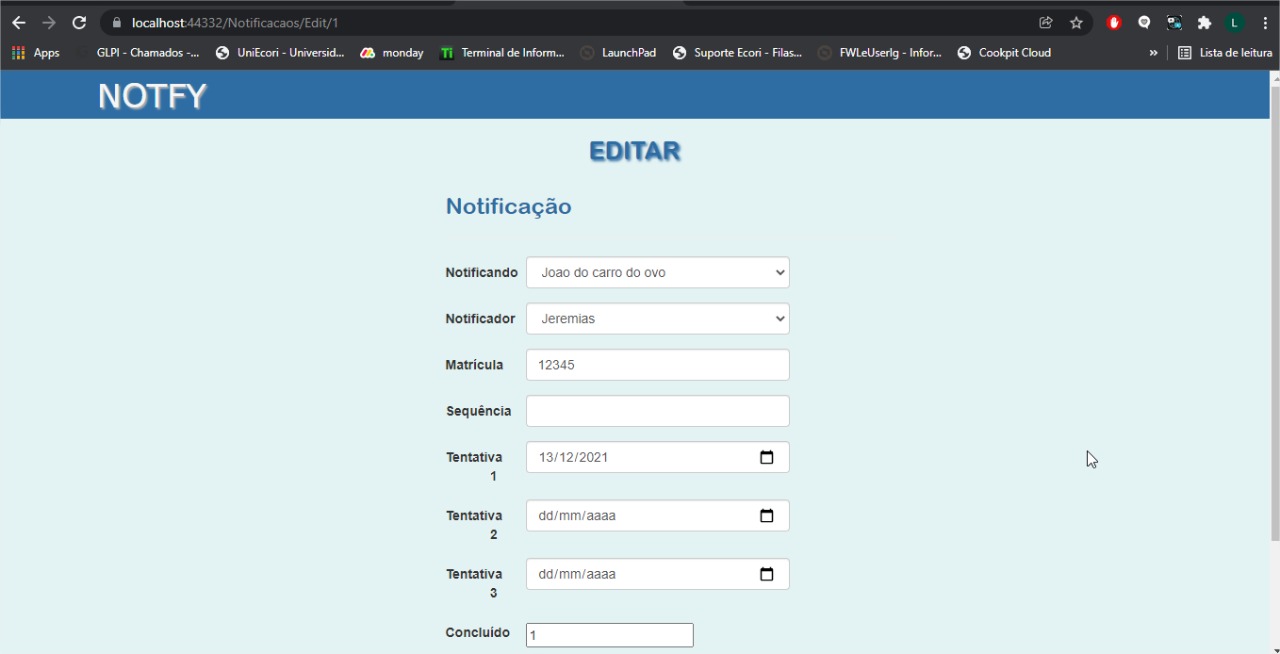 localhost:44332/Notificacaos/Edit/1
L
Apps GLPI - Chamados -... UniEcori - Universid... monday Ti Terminal de Inform... LaunchPad Suporte Ecori - Filas... FWLeUserlg - Infor... Cookpit Cloud » Lista de leitura
NOTFY
EDITAR
Notificação
Notificando Joao do carro do ovo
Notificador Jeremias
Matrícula 12345
Sequência
Tentativa 13/12/2021
1
Tentativa dd/mm/aaaa
2
Tentativa dd/mm/aaaa
3
Concluído 1